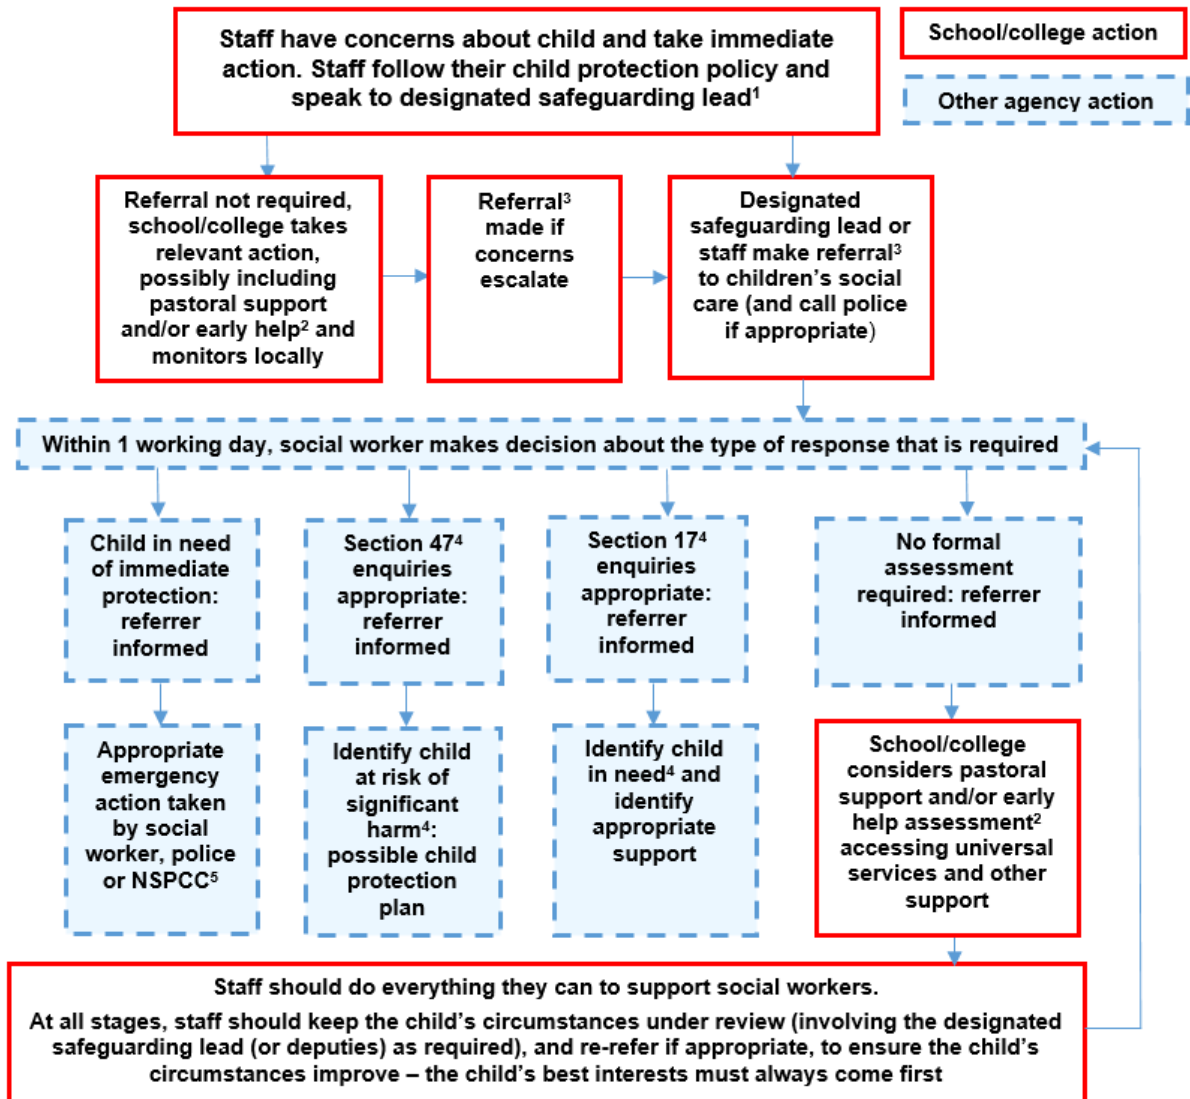 Staff have concerns about child and take immediate
action. Staff follow their child protection policy and
speak to designated safeguarding lead¹
School/college action
Other agency action
Referral not required,
school/college takes
relevant action,
possibly including
pastoral support
and/or early help² and
monitors locally
Referral³
made if
concerns
escalate
Designated
safeguarding lead or
staff make referral³
to children’s social
care (and call police
if appropriate)
Within 1 working day, social worker makes decision about the type of response that is required
Child in need
of immediate
protection:
referrer
informed
Section 47⁴
enquiries
appropriate:
referrer
informed
Section 17⁴
enquiries
appropriate:
referrer
informed
No formal
assessment
required: referrer
informed
Appropriate
emergency
action taken
by social
worker, police
or NSPCC⁵
Identify child
at risk of
significant
harm⁴:
possible child
protection
plan
Identify child
in need⁴ and
identify
appropriate
support
School/college
considers pastoral
support and/or early
help assessment²
accessing universal
services and other
support
Staff should do everything they can to support social workers.
At all stages, staff should keep the child’s circumstances under review (involving the designated
safeguarding lead (or deputies) as required), and re-refer if appropriate, to ensure the child’s
circumstances improve – the child’s best interests must always come first